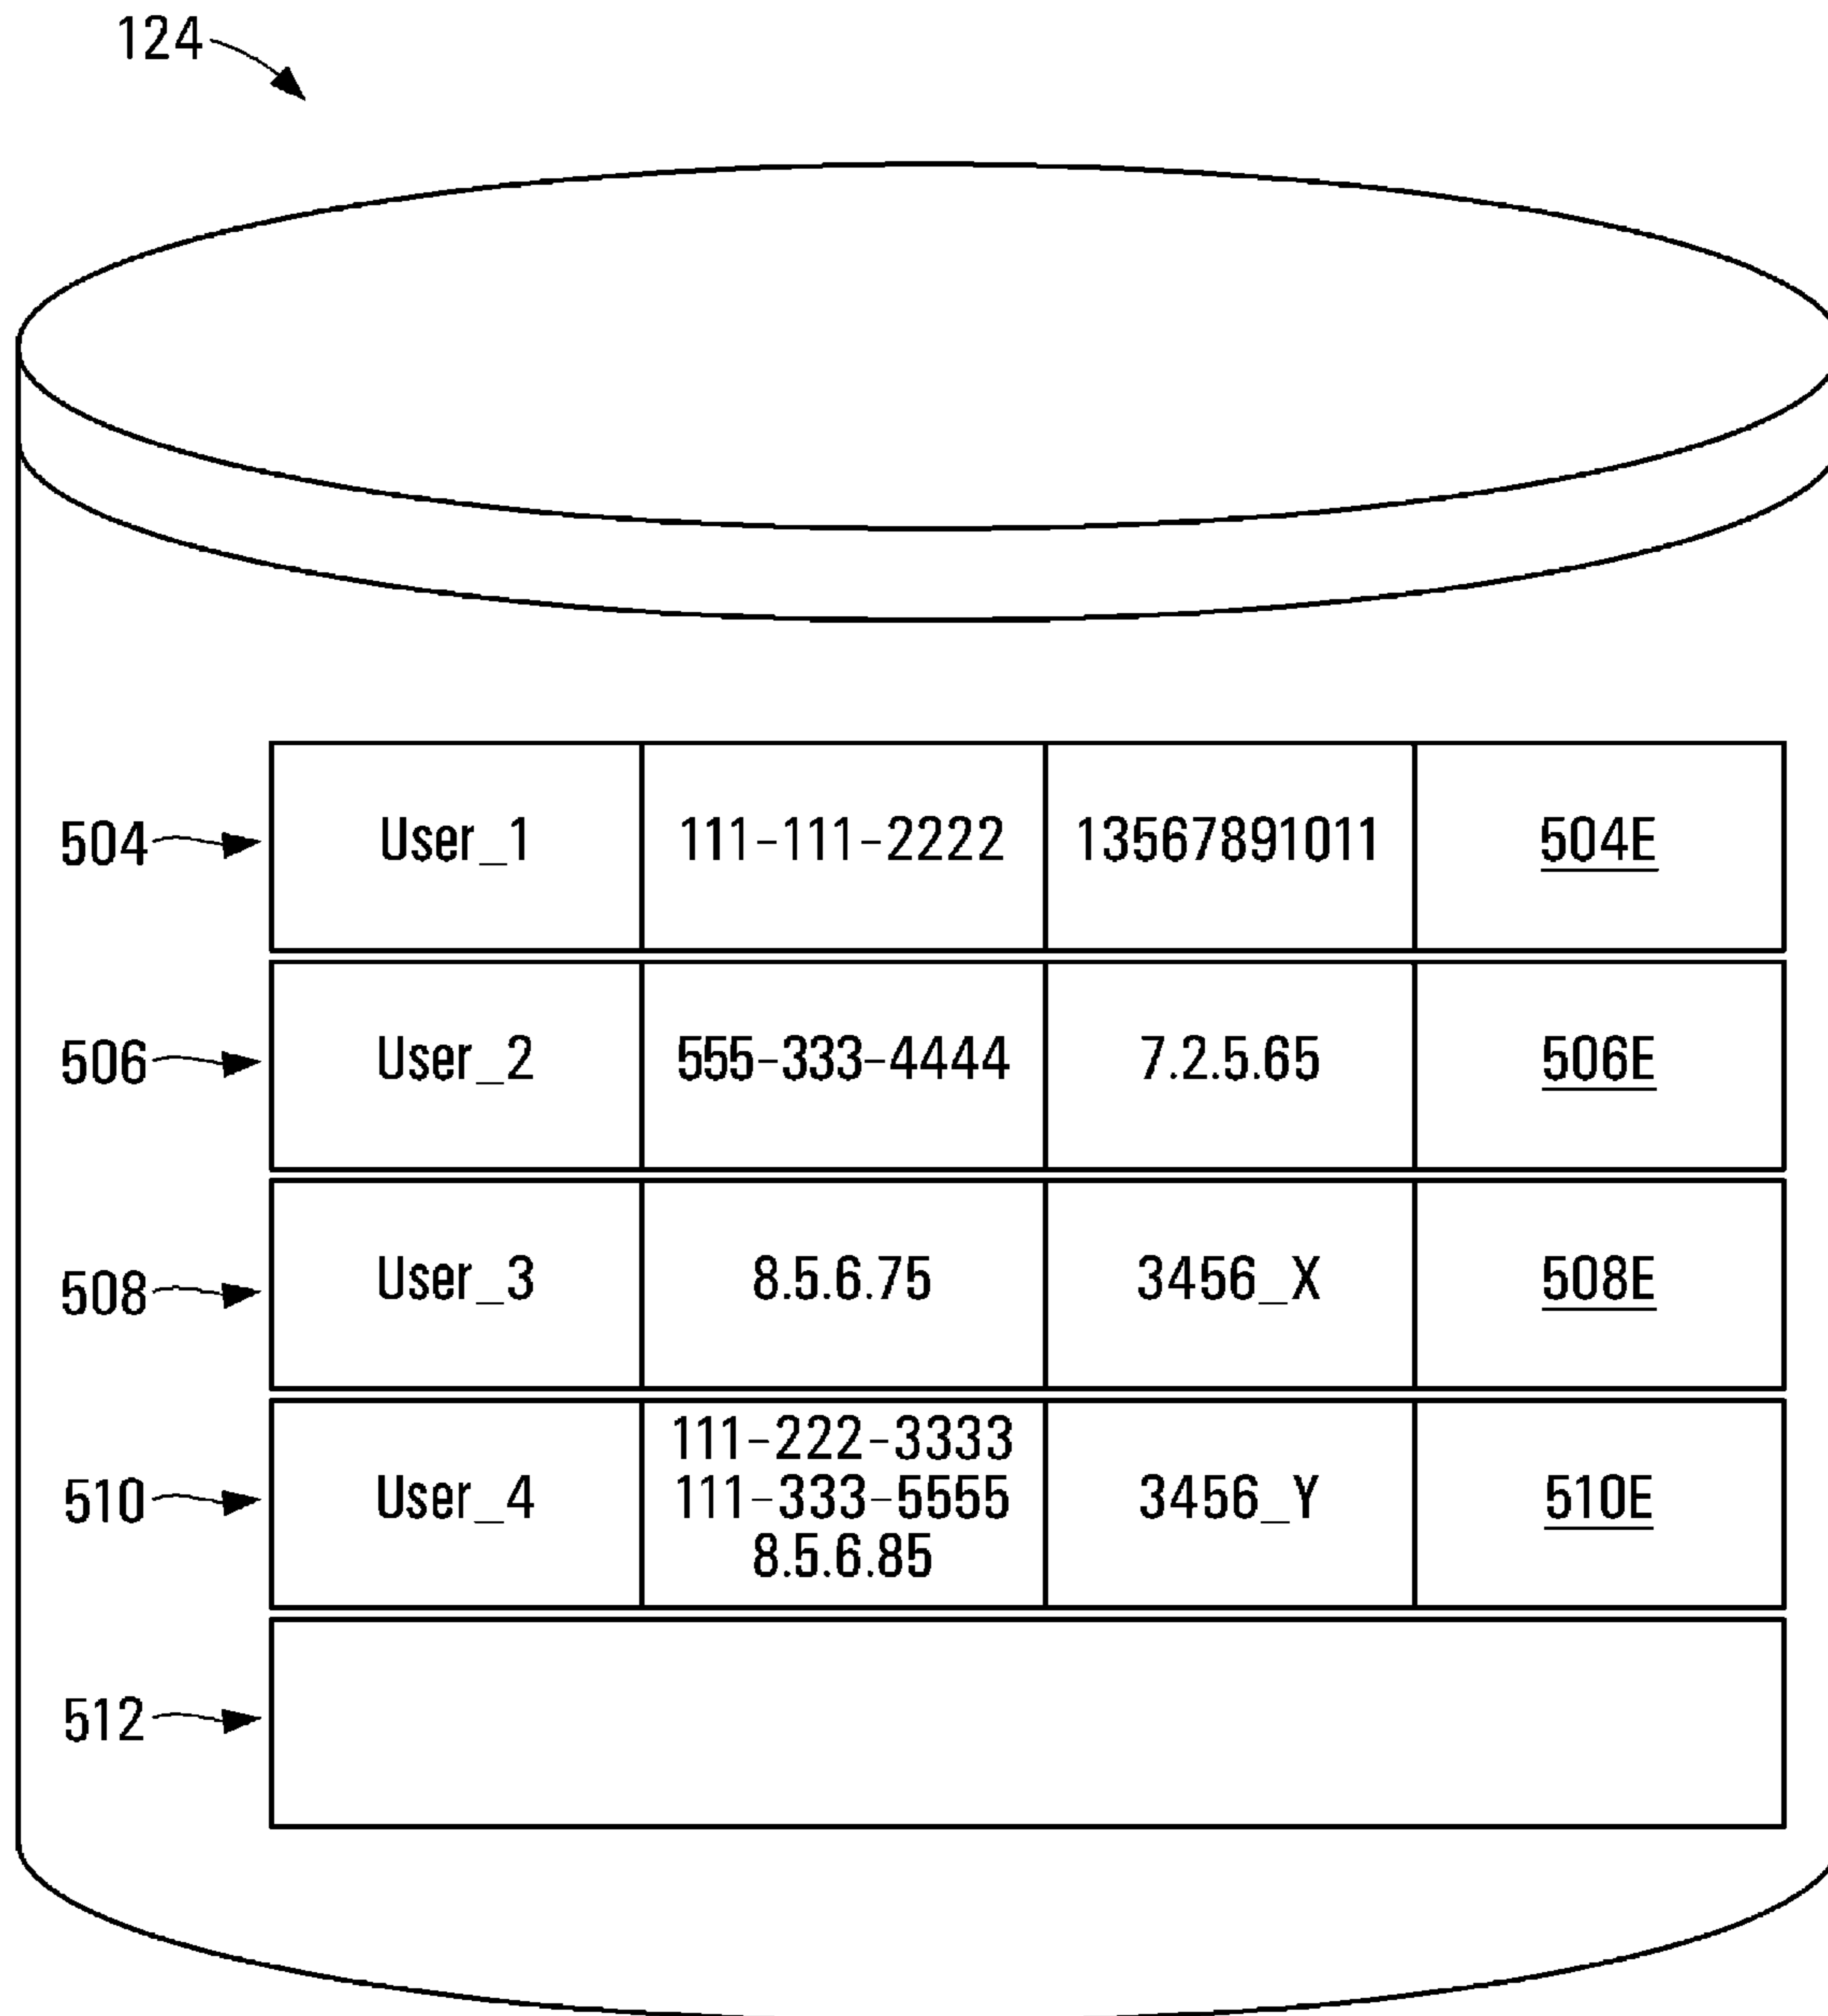 124
504 User_1 111-111-2222 13567891011 504E
506 User_2 555-333-4444 7.2.5.65 506E
508 User_3 8.5.6.75 3456_X 508E
111-222-3333
510 User_4 111-333-5555 3456_Y 510E
8.5.6.85
512